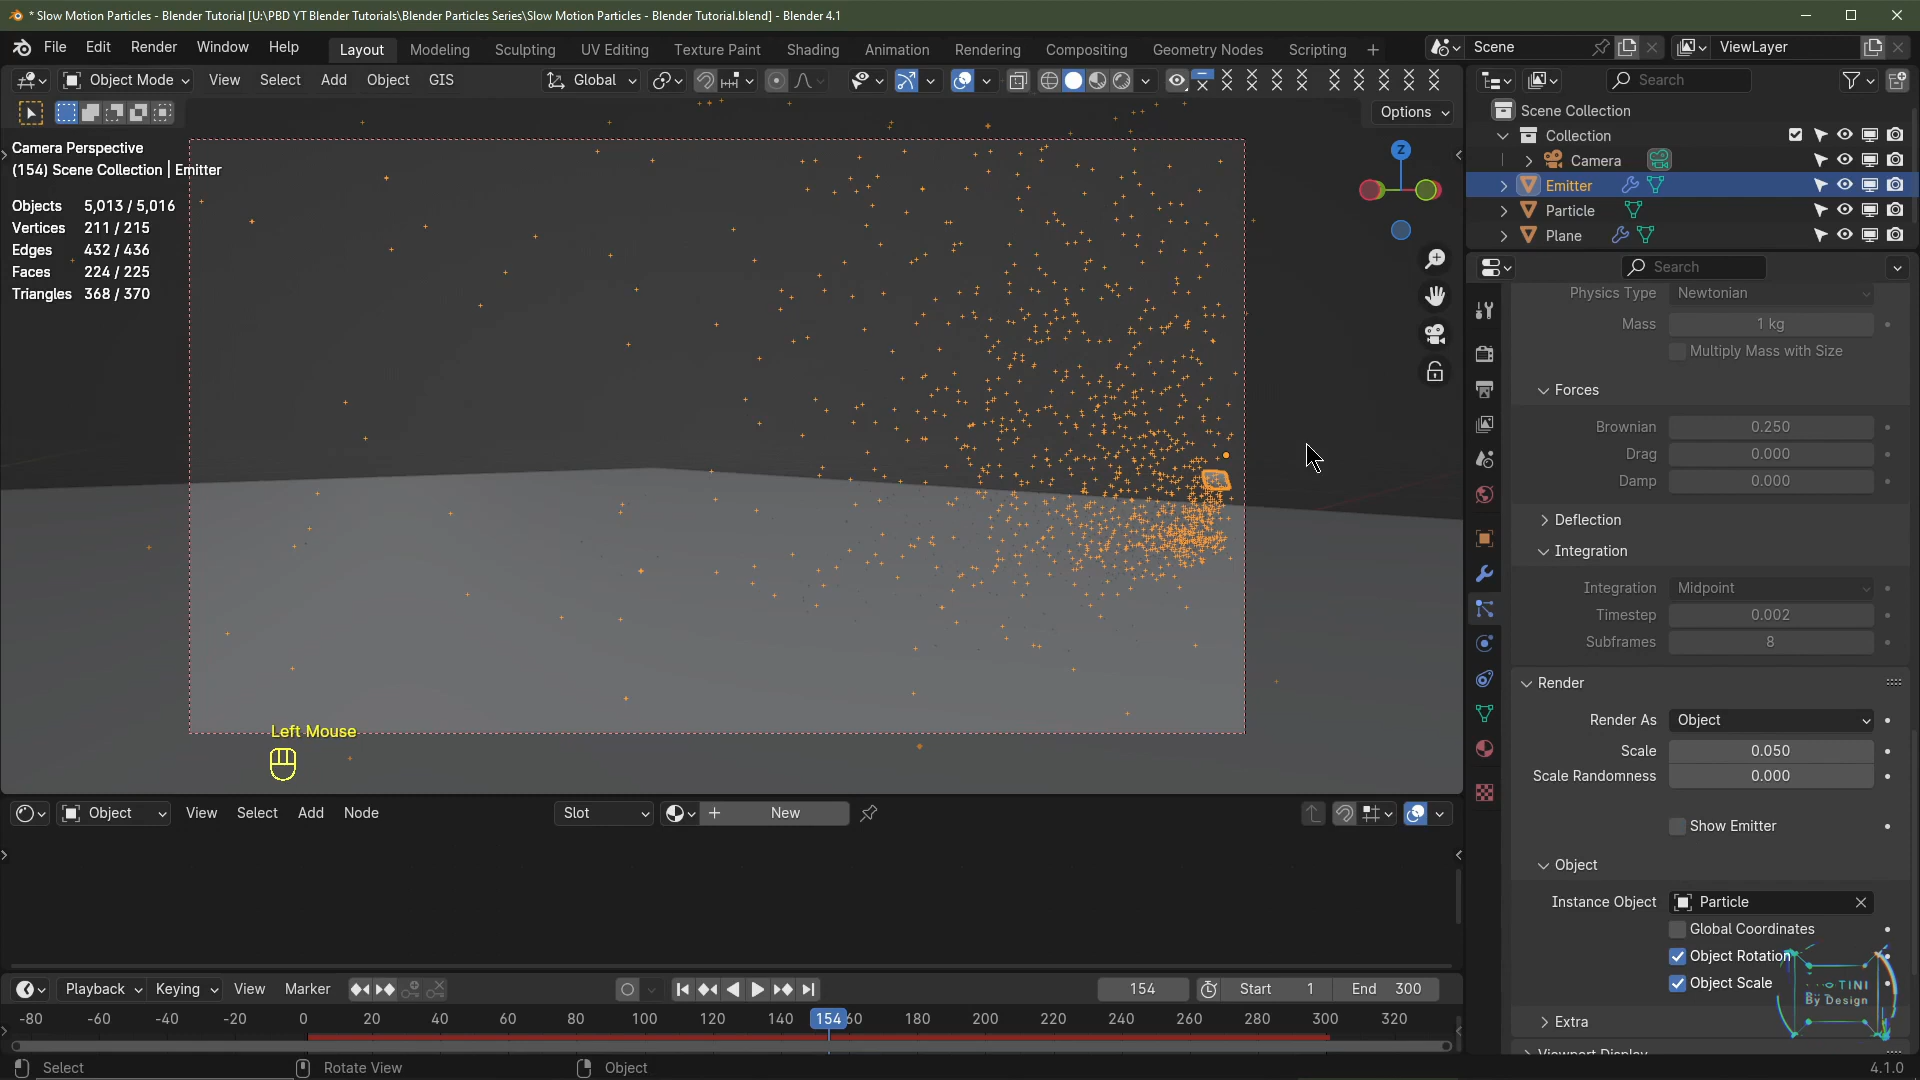 * Slow Motion Particles - Blender Tutorial [U:\PBD YT Blender Tutorials\Blender Particles Series\Slow Motion Particles - Blender Tutorial.blend] - Blender 4.1
File Edit Render Window Help Layout Modeling Sculpting UV Editing Texture Paint Shading Animation Rendering Compositing Geometry Nodes Scripting + Scene ViewLayer
Object Mode View Select Add Object GIS Global Search
Options
Scene Collection
Collection
Camera
Emitter
Particle
Plane
Camera Perspective
(154) Scene Collection | Emitter
Objects 5,013 / 5,016
Vertices 211 / 215
Edges 432 / 436
Faces 224 / 225
Triangles 368 / 370
Z
Search
Physics Type Newtonian
Mass 1 kg
Multiply Mass with Size
Forces
Brownian 0.250
Drag 0.000
Damp 0.000
Deflection
Integration
Integration Midpoint
Timestep 0.002
Subframes 8
Render
Render As Object
Scale 0.050
Scale Randomness 0.000
Show Emitter
Object
Instance Object Particle
Global Coordinates
Object Rotation
Object Scale
Extra
Viewport Display
Left Mouse
Object View Select Add Node Slot New
Playback Keying View Marker 154 Start 1 End 300
-80 -60 -40 -20 0 20 40 60 80 100 120 140 154 60 180 200 220 240 260 280 300 320
Select Rotate View Object 4.1.0
TINI
By Design